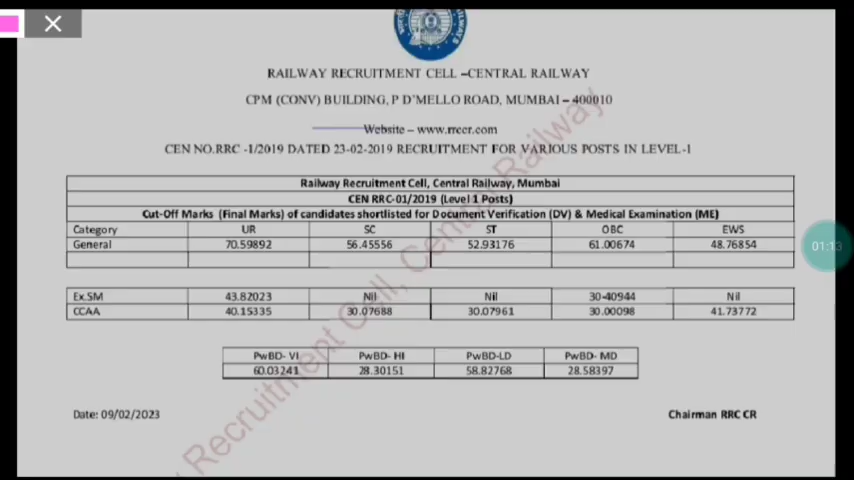 RAILWAY RECRUITMENT CELL –CENTRAL RAILWAY
CPM (CONV) BUILDING, P D'MELLO ROAD, MUMBAI – 400010
Website – www.rrccr.com
CEN NO.RRC -1/2019 DATED 23-02-2019 RECRUITMENT FOR VARIOUS POSTS IN LEVEL-1
Railway Recruitment Cell, Central Railway, Mumbai
CEN RRC-01/2019 (Level 1 Posts)
Cut-Off Marks (Final Marks) of candidates shortlisted for Document Verification (DV) & Medical Examination (ME)
Category UR SC ST OBC EWS
General 70.59892 56.45556 52.93176 61.00674 48.76854
01:13
Ex.SM 43.82023 Nil Nil 30-40944 Nil
CCAA 40.15335 30.07688 30.07961 30.00098 41.73772
PwBD- VI PwBD- HI PwBD-LD PwBD- MD
60.03241 28.30151 58.82768 28.58397
Date: 09/02/2023 Chairman RRC CR
y Recruitment Cell, Central Railway